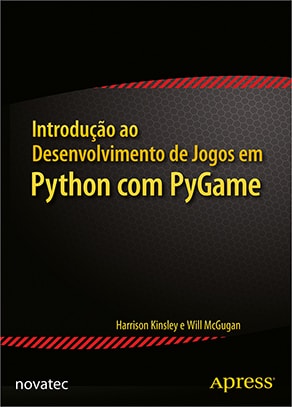 Introdução ao
Desenvolvimento de Jogos em
Python com PyGame
Harrison Kinsley e Will McGugan
novatec
Apress®